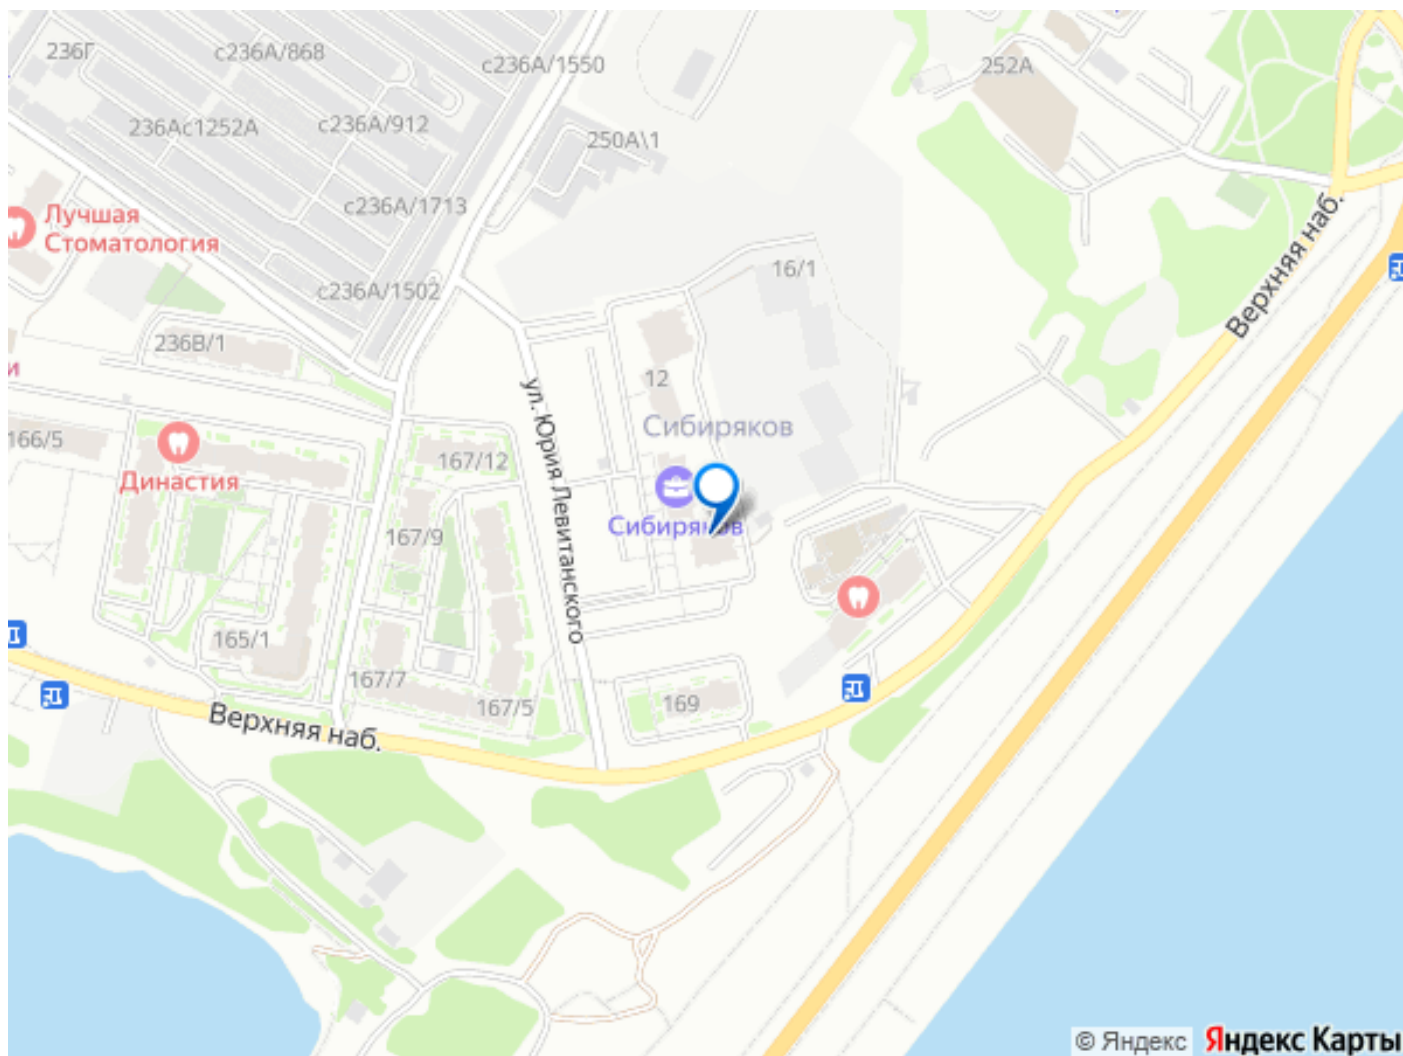 236Г
с236А/868
с236А/1550
252А
236Ас1252А
с236А/912
250А\1
с236А/1713
Лучшая
Стоматология
Верхняя наб.
16/1
с236А/1502
236В/1
и
12
ул. Юрия Левитанского
Сибиряков
166/5
167/12
Династия
Сибиряков
167/9
165/1
167/7
167/5
169
Верхняя наб.
© Яндекс Яндекс Карты